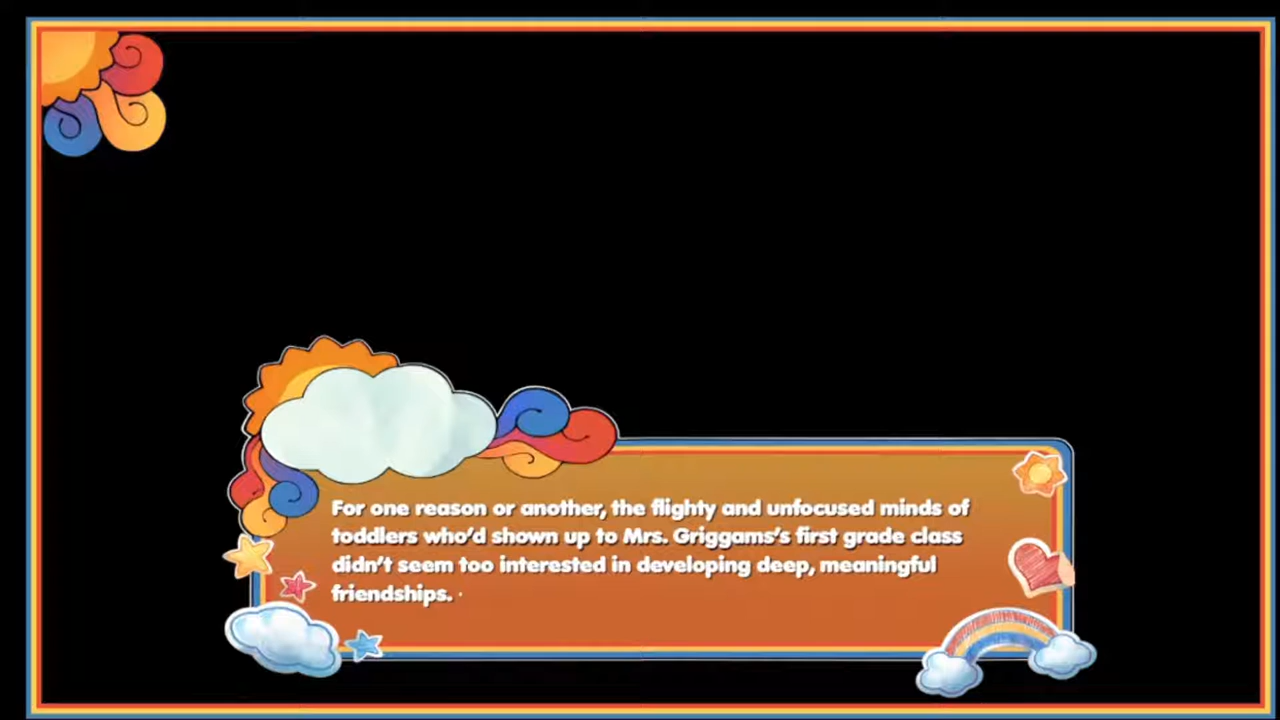 For one reason or another, the flighty and unfocused minds of
toddlers who'd shown up to Mrs. Griggams's first grade class
didn't seem too interested in developing deep, meaningful
friendships.